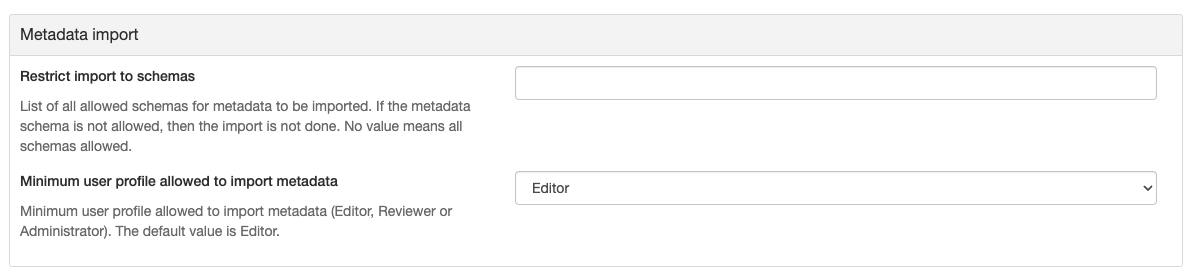 Metadata import
Restrict import to schemas
List of all allowed schemas for metadata to be imported. If the metadata
schema is not allowed, then the import is not done. No value means all
schemas allowed.
Minimum user profile allowed to import metadata
Editor
Minimum user profile allowed to import metadata (Editor, Reviewer or
Administrator). The default value is Editor.